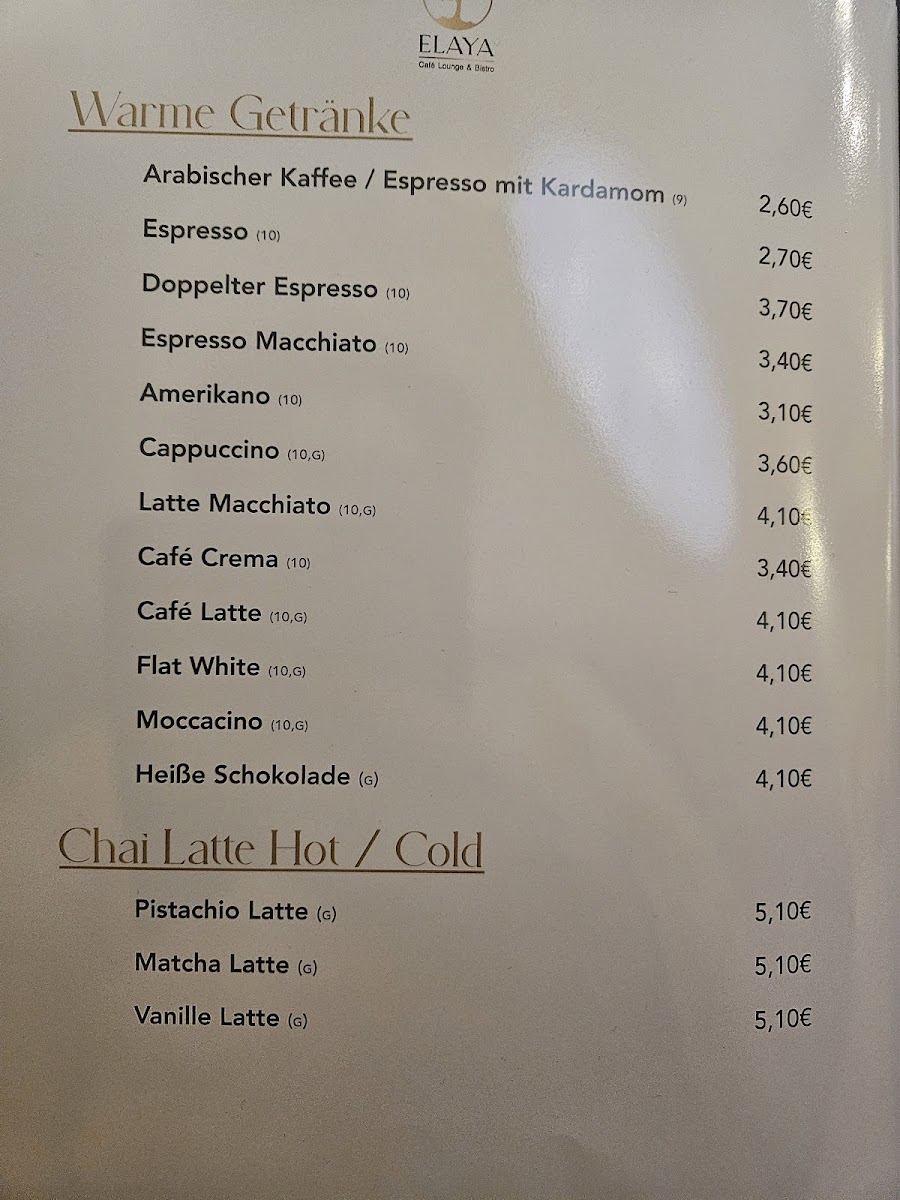 ELAYA
Café Lounge & Bistro
Warme Getränke
Arabischer Kaffee / Espresso mit Kardamom (9) 2,60€
Espresso (10) 2,70€
Doppelter Espresso (10) 3,70€
Espresso Macchiato (10) 3,40€
Amerikano (10) 3,10€
Cappuccino (10,G) 3,60€
Latte Macchiato (10,G) 4,10€
Café Crema (10) 3,40€
Café Latte (10,G) 4,10€
Flat White (10,G) 4,10€
Moccacino (10,G) 4,10€
Heiße Schokolade (G) 4,10€
Chai Latte Hot / Cold
Pistachio Latte (G) 5,10€
Matcha Latte (G) 5,10€
Vanille Latte (G) 5,10€